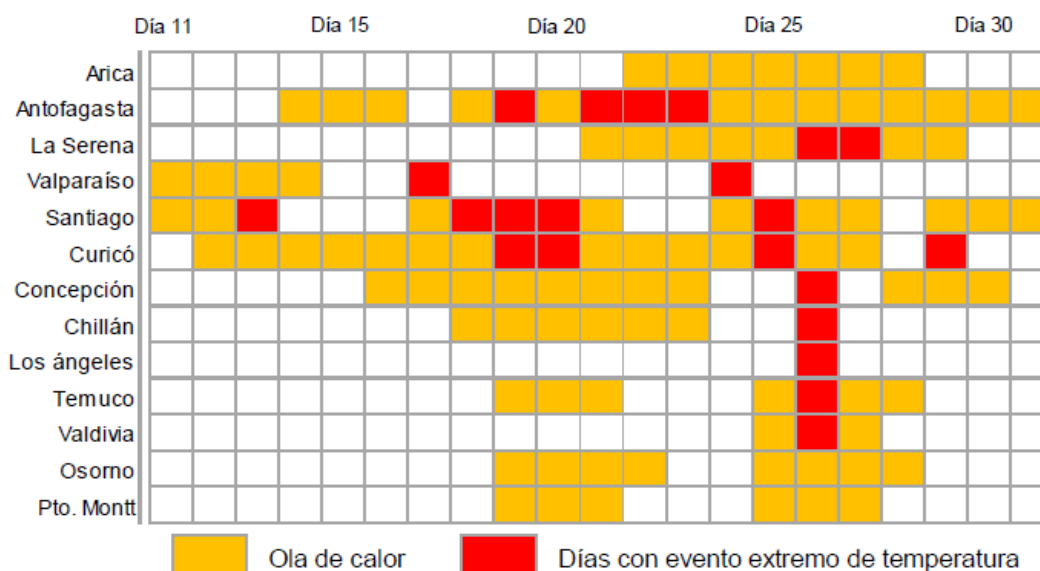 Día 11 Día 15 Día 20 Día 25 Día 30
Arica
Antofagasta
La Serena
Valparaíso
Santiago
Curicó
Concepción
Chillán
Los ángeles
Temuco
Valdivia
Osorno
Pto. Montt
Ola de calor Días con evento extremo de temperatura